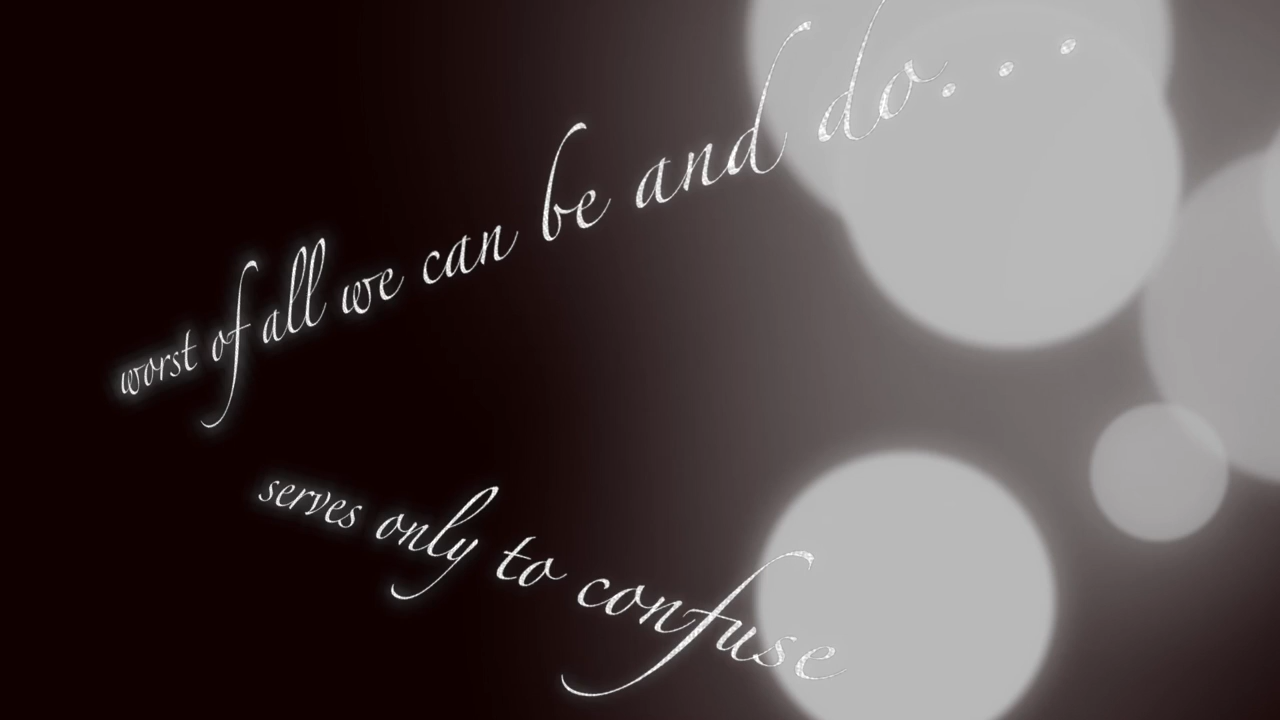 worst of all we can be and do...
serves only to confuse